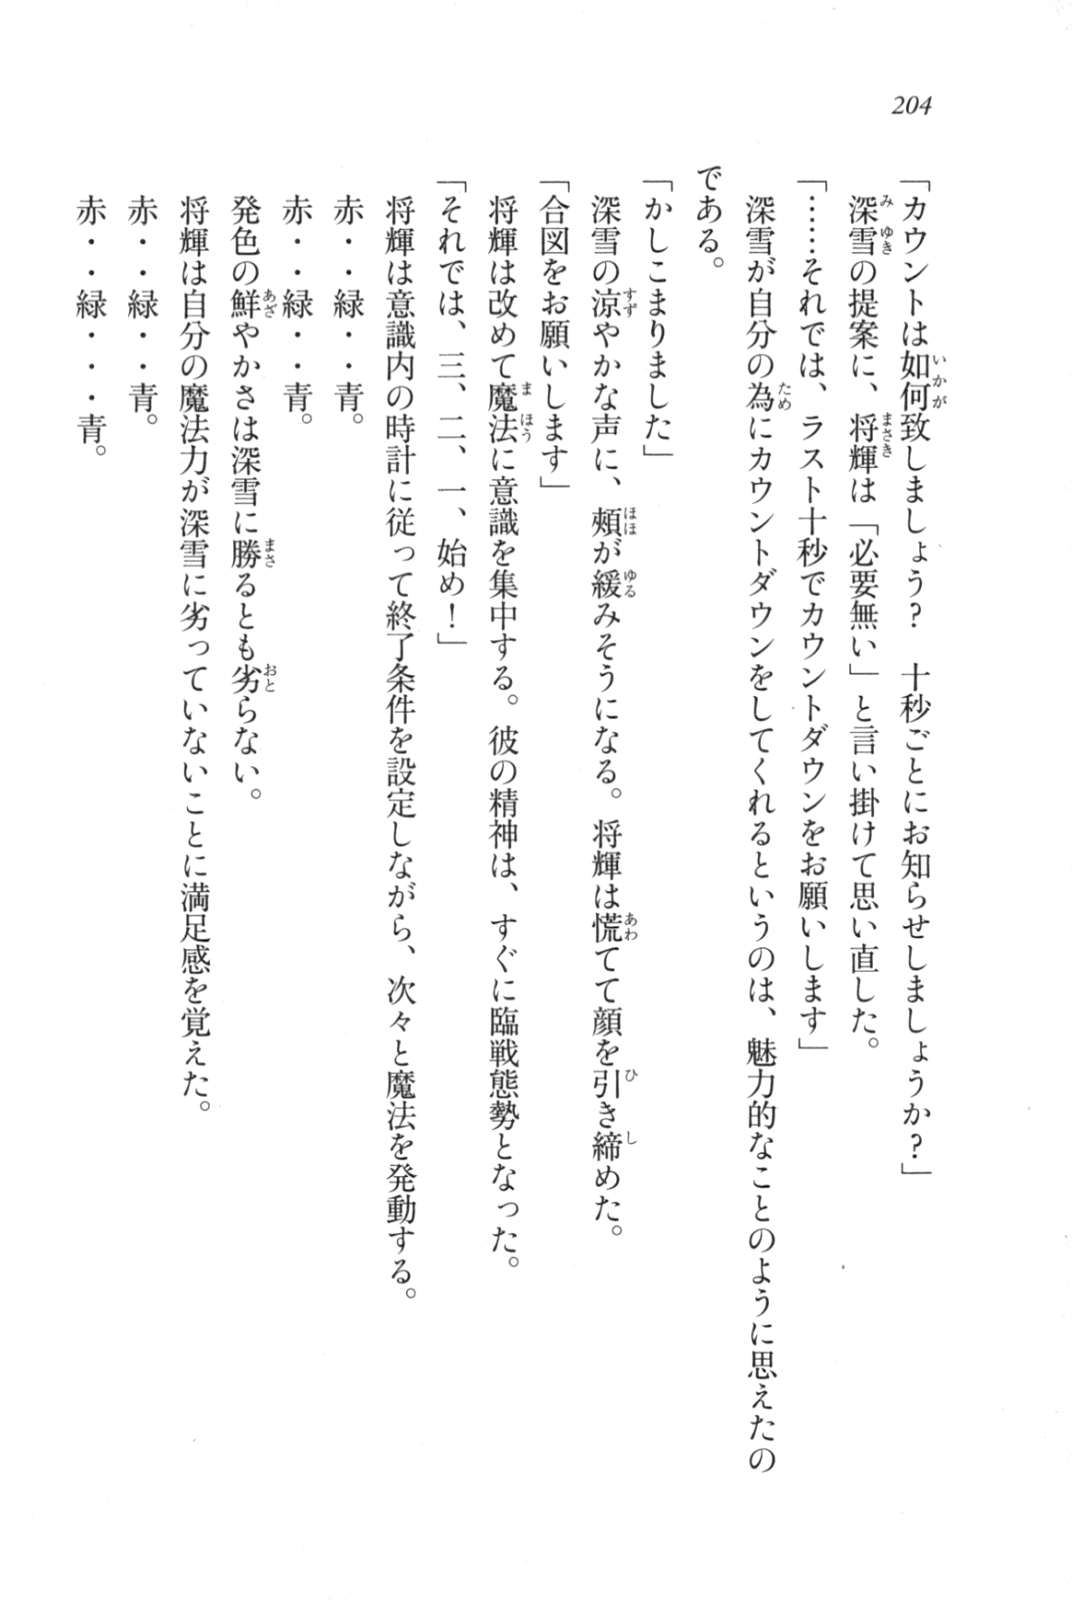 204
「カウントは如何致しましょう?　十秒ごとにお知らせしましょうか?」
深雪の提案に、将輝は「必要無い」と言い掛けて思い直した。
「……それでは、ラスト十秒でカウントダウンをお願いします」
深雪が自分の為にカウントダウンをしてくれるというのは、魅力的なことのように思えたの
である。
「かしこまりました」
深雪の涼やかな声に、頰が緩みそうになる。将輝は慌てて顔を引き締めた。
「合図をお願いします」
将輝は改めて魔法に意識を集中する。彼の精神は、すぐに臨戦態勢となった。
「それでは、三、二、一、始め!」
将輝は意識内の時計に従って終了条件を設定しながら、次々と魔法を発動する。
赤・・緑・・青。
赤・・緑・・青。
発色の鮮やかさは深雪に勝るとも劣らない。
将輝は自分の魔法力が深雪に劣っていないことに満足感を覚えた。
赤・・緑・・青。
赤・・緑・・・青。